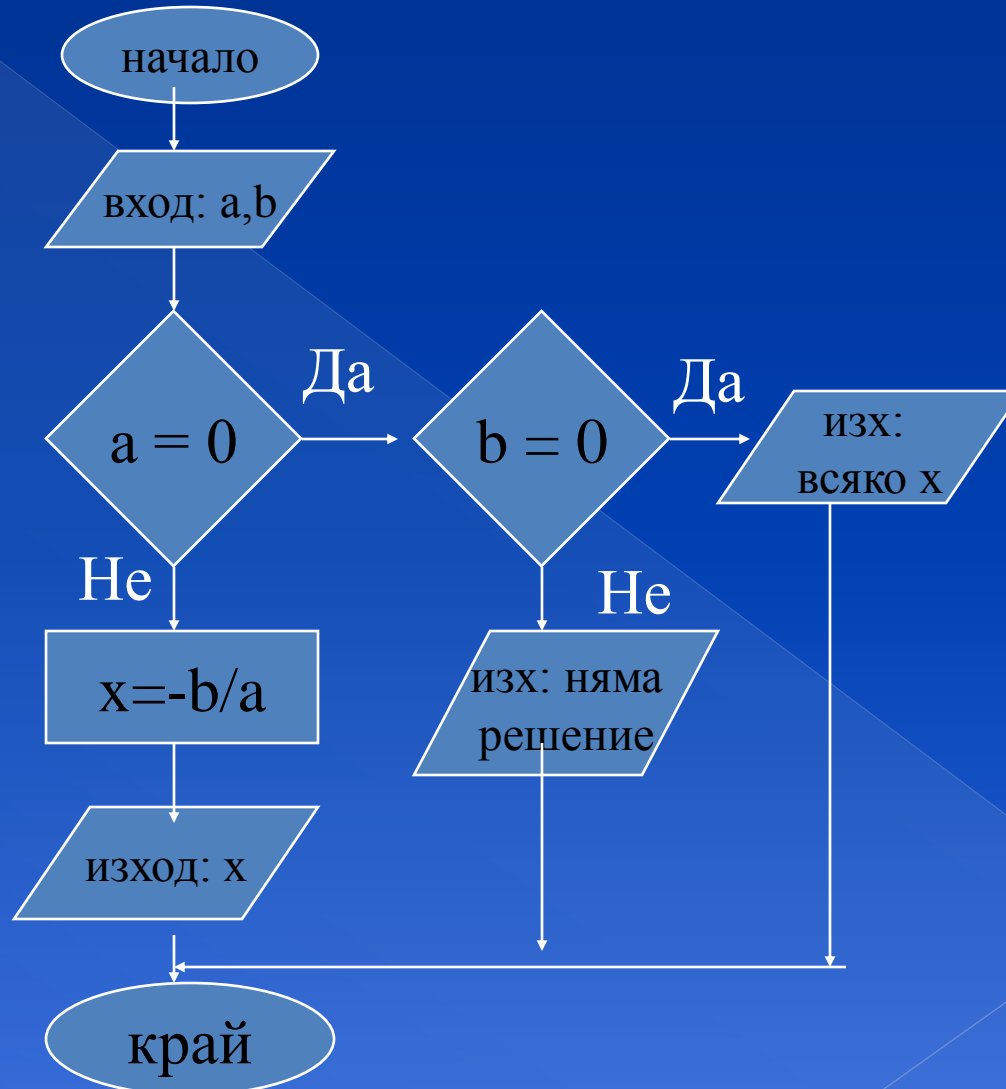 начало
вход: a,b
a = 0
Да
b = 0
Да
изх:
всяко x
Не
x=-b/a
Не
изх: няма
решение
изход: x
край